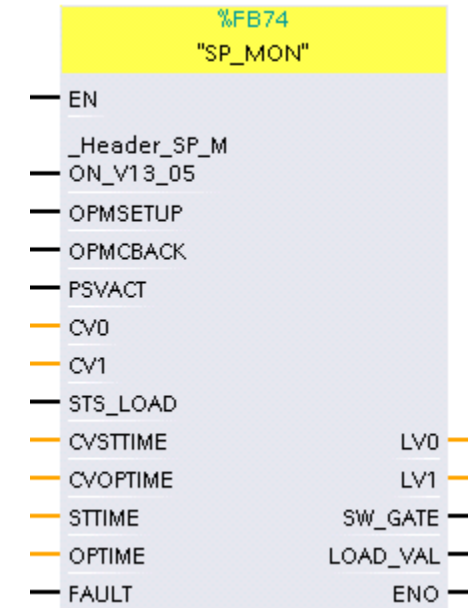 %FB74
"SP_MON"
EN
_Header_SP_M
ON_V13_05
OPMSETUP
OPMCBACK
PSVACT
CV0
CV1
STS_LOAD
CVSTTIME LV0
CVOPTIME LV1
STTIME SW_GATE
OPTIME LOAD_VAL
FAULT ENO